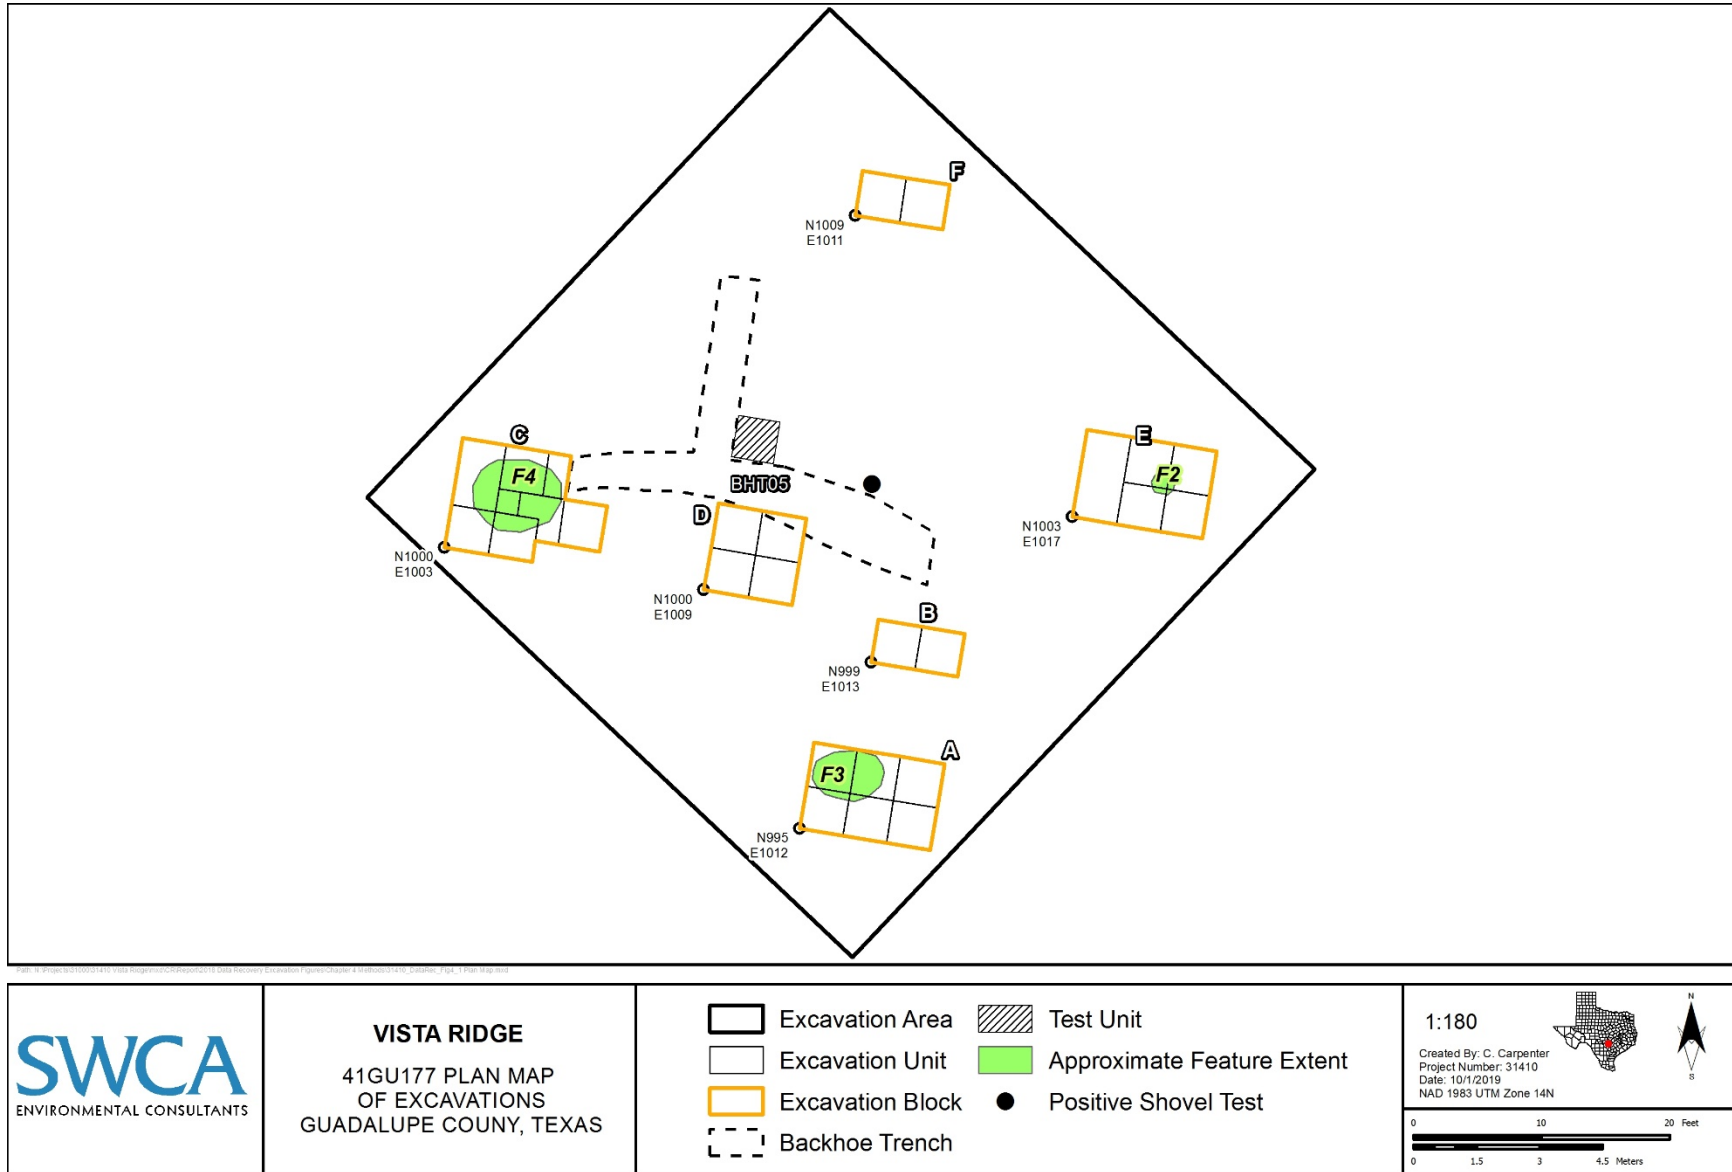 F
N1009
E1011
C
F4
E
F2
BHT05
D
N1003
E1017
N1000
E1003
N1000
E1009
B
N999
E1013
A
F3
N995
E1012
SWCA
ENVIRONMENTAL CONSULTANTS
VISTA RIDGE
41GU177 PLAN MAP
OF EXCAVATIONS
GUADALUPE COUNY, TEXAS
Excavation Area
Excavation Unit
Excavation Block
Backhoe Trench
Test Unit
Approximate Feature Extent
Positive Shovel Test
1:180
Created By: C. Carpenter
Project Number: 31410
Date: 10/1/2019
NAD 1983 UTM Zone 14N
N
S
0 10 20 Feet
0 1.5 3 4.5 Meters